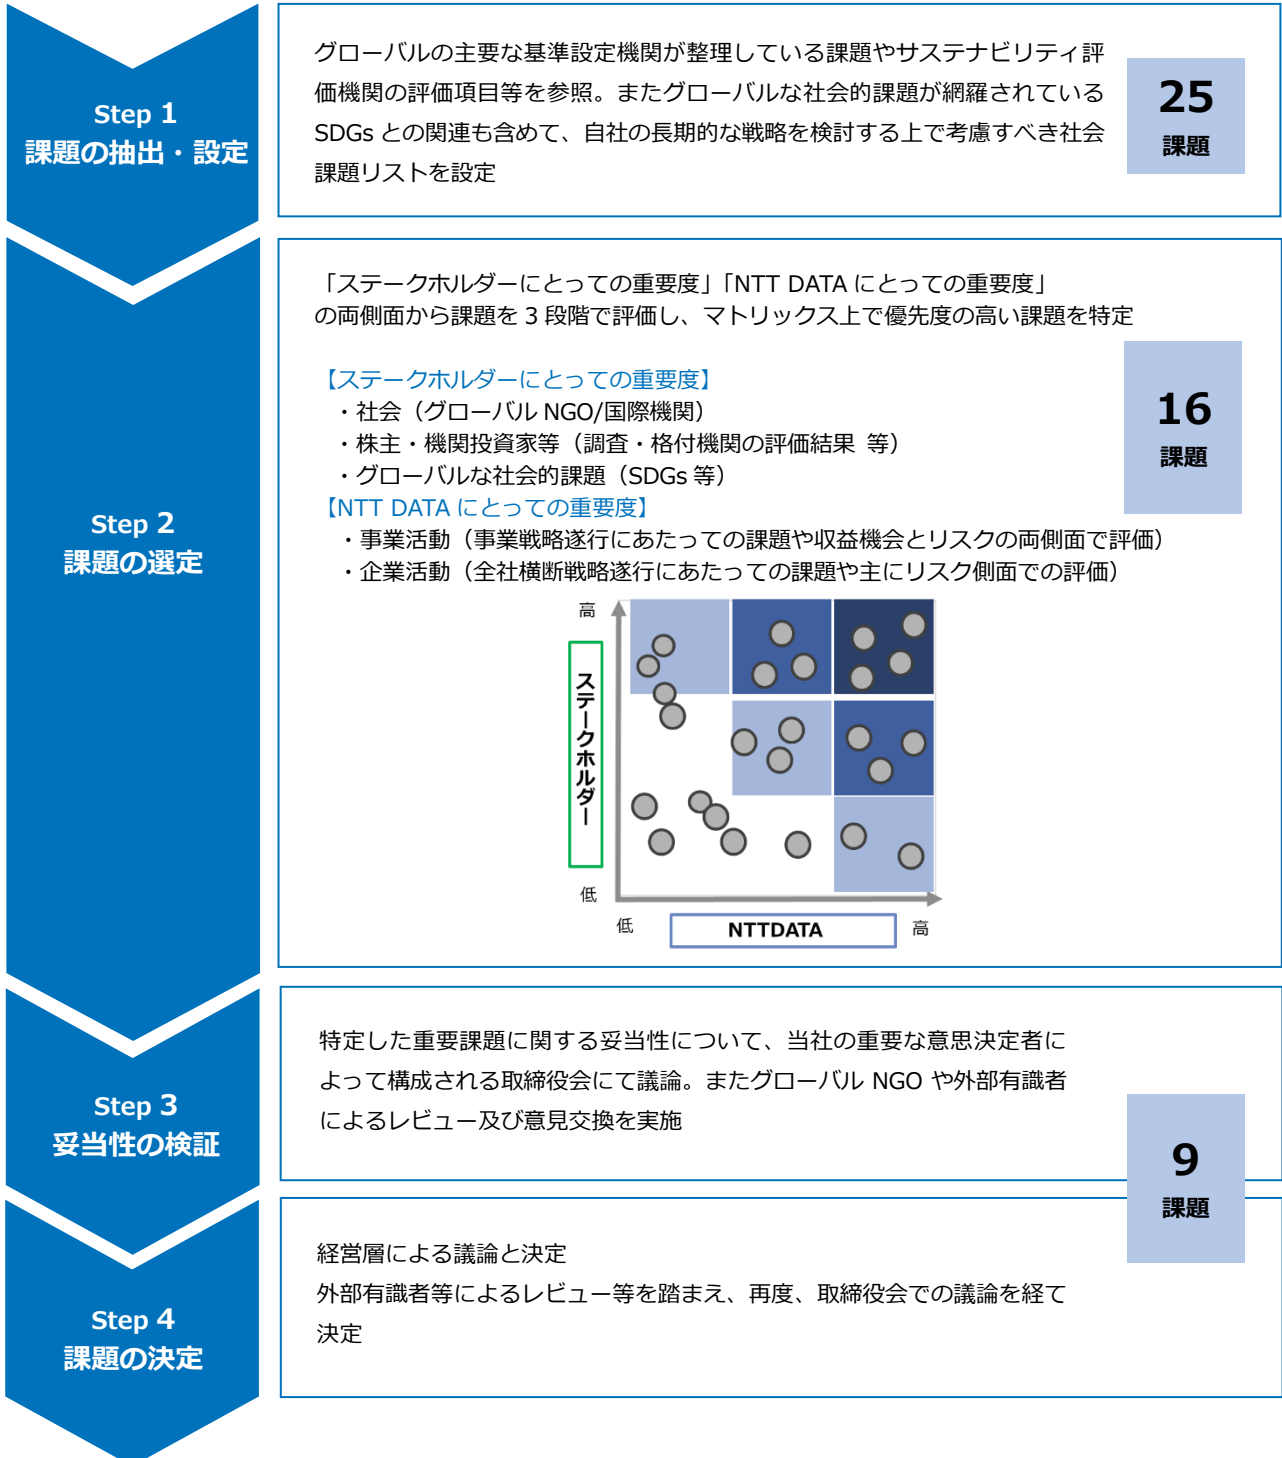 Step 1
課題の抽出・設定
グローバルの主要な基準設定機関が整理している課題やサステナビリティ評
価機関の評価項目等を参照。またグローバルな社会的課題が網羅されている
SDGs との関連も含めて、自社の長期的な戦略を検討する上で考慮すべき社会
課題リストを設定
25
課題
Step 2
課題の選定
「ステークホルダーにとっての重要度」「NTT DATA にとっての重要度」
の両側面から課題を 3 段階で評価し、マトリックス上で優先度の高い課題を特定
【ステークホルダーにとっての重要度】
・社会（グローバル NGO/国際機関）
・株主・機関投資家等（調査・格付機関の評価結果 等）
・グローバルな社会的課題（SDGs 等）
【NTT DATA にとっての重要度】
・事業活動（事業戦略遂行にあたっての課題や収益機会とリスクの両側面で評価）
・企業活動（全社横断戦略遂行にあたっての課題や主にリスク側面での評価）
16
課題
高
ステークホルダー
低
低
NTTDATA
高
Step 3
妥当性の検証
特定した重要課題に関する妥当性について、当社の重要な意思決定者に
よって構成される取締役会にて議論。またグローバル NGO や外部有識者
によるレビュー及び意見交換を実施
9
課題
Step 4
課題の決定
経営層による議論と決定
外部有識者等によるレビュー等を踏まえ、再度、取締役会での議論を経て
決定